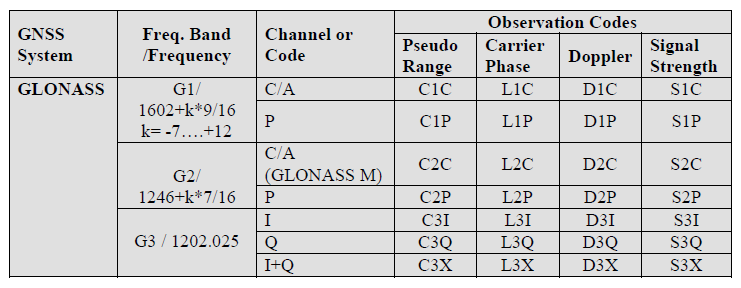 GNSS System | Freq. Band /Frequency | Channel or Code | Observation Codes
Pseudo Range | Carrier Phase | Doppler | Signal Strength
GLONASS | G1/ 1602+k*9/16 k= -7….+12 | C/A | C1C | L1C | D1C | S1C
P | C1P | L1P | D1P | S1P
G2/ 1246+k*7/16 | C/A (GLONASS M) | C2C | L2C | D2C | S2C
P | C2P | L2P | D2P | S2P
G3 / 1202.025 | I | C3I | L3I | D3I | S3I
Q | C3Q | L3Q | D3Q | S3Q
I+Q | C3X | L3X | D3X | S3X